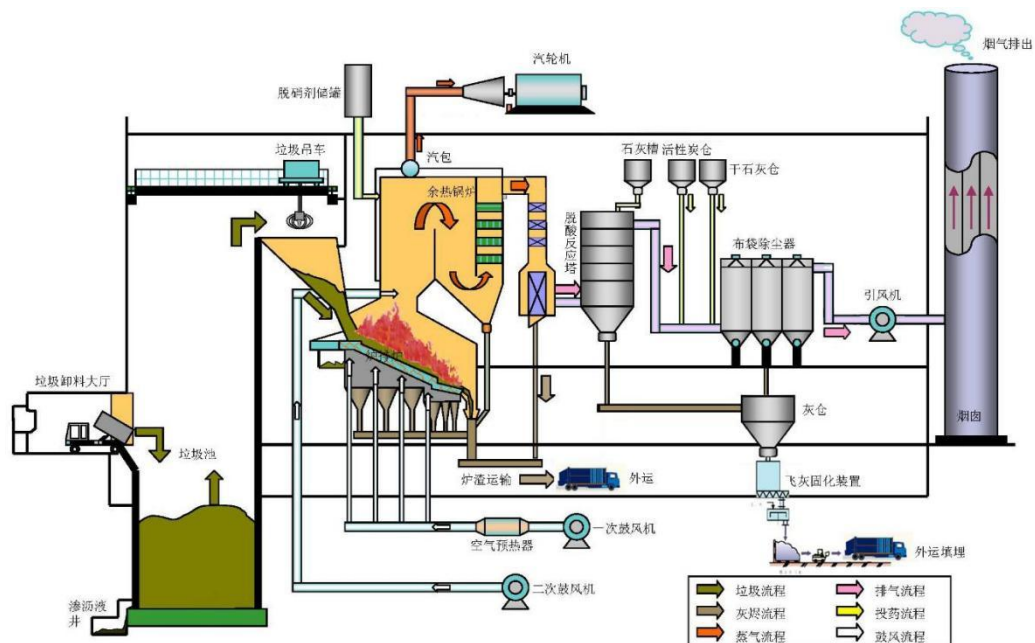 烟气排出
汽轮机
脱硝剂储罐
垃圾吊车
汽包
石灰槽
活性炭仓
干石灰仓
余热锅炉
脱酸反应塔
布袋除尘器
引风机
垃圾卸料大厅
灰仓
烟囱
垃圾池
炉渣运输
外运
飞灰固化装置
一次鼓风机
空气预热器
外运填埋
二次鼓风机
渗沥液
井
垃圾流程
排气流程
灰烬流程
投药流程
蒸气流程
鼓风流程